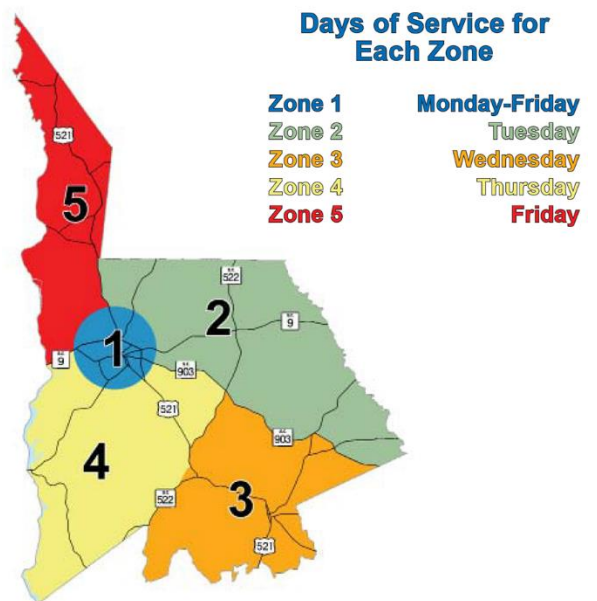 Days of Service for
Each Zone
Zone 1 Monday-Friday
Zone 2 Tuesday
Zone 3 Wednesday
Zone 4 Thursday
Zone 5 Friday
521
5
522
2
9
1
9
903
521
903
4
522
3
521